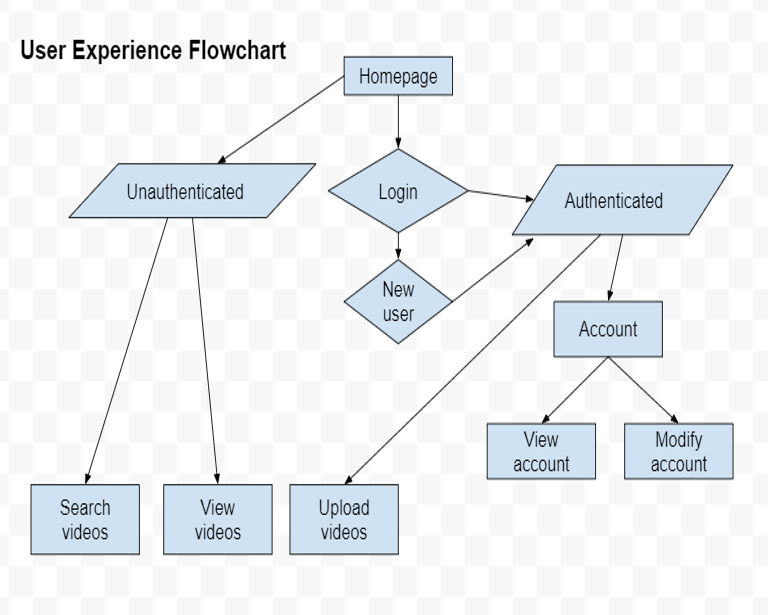 User Experience Flowchart
Homepage
Unauthenticated
Login
Authenticated
New
user
Account
View
account
Modify
account
Search
videos
View
videos
Upload
videos